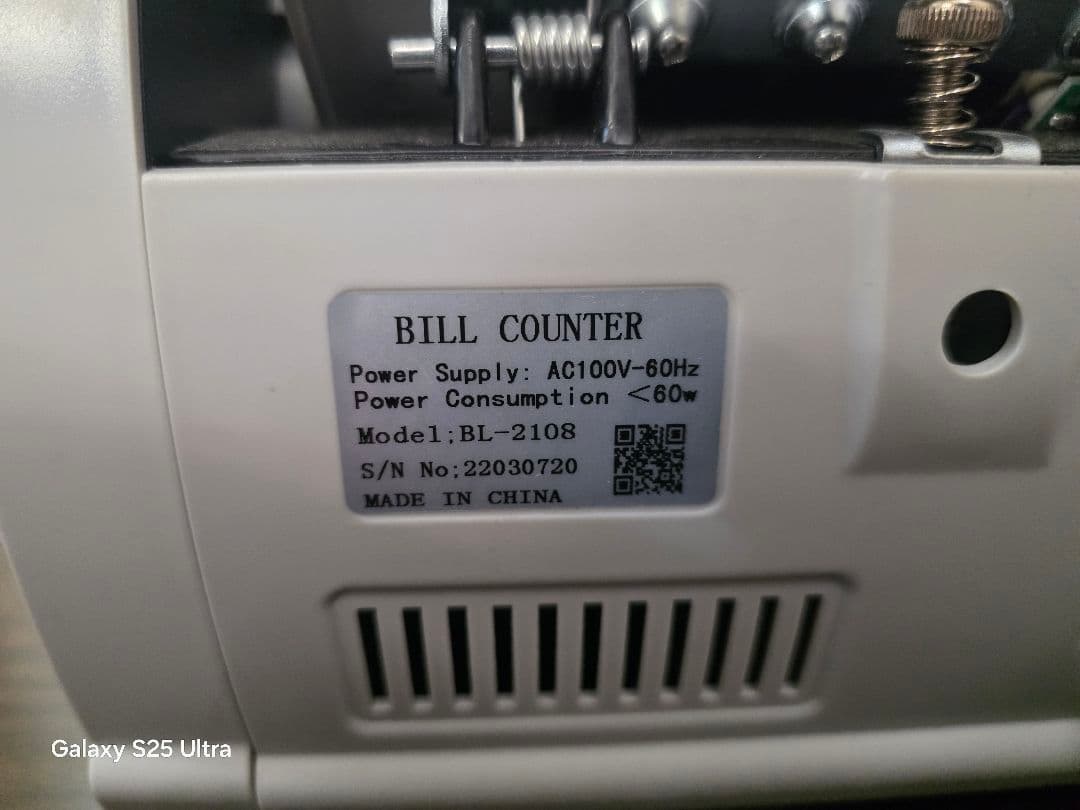 BILL COUNTER
Power Supply: AC100V-60Hz
Power Consumption <60w
Model;BL-2108
S/N No;22030720
MADE IN CHINA
Galaxy S25 Ultra